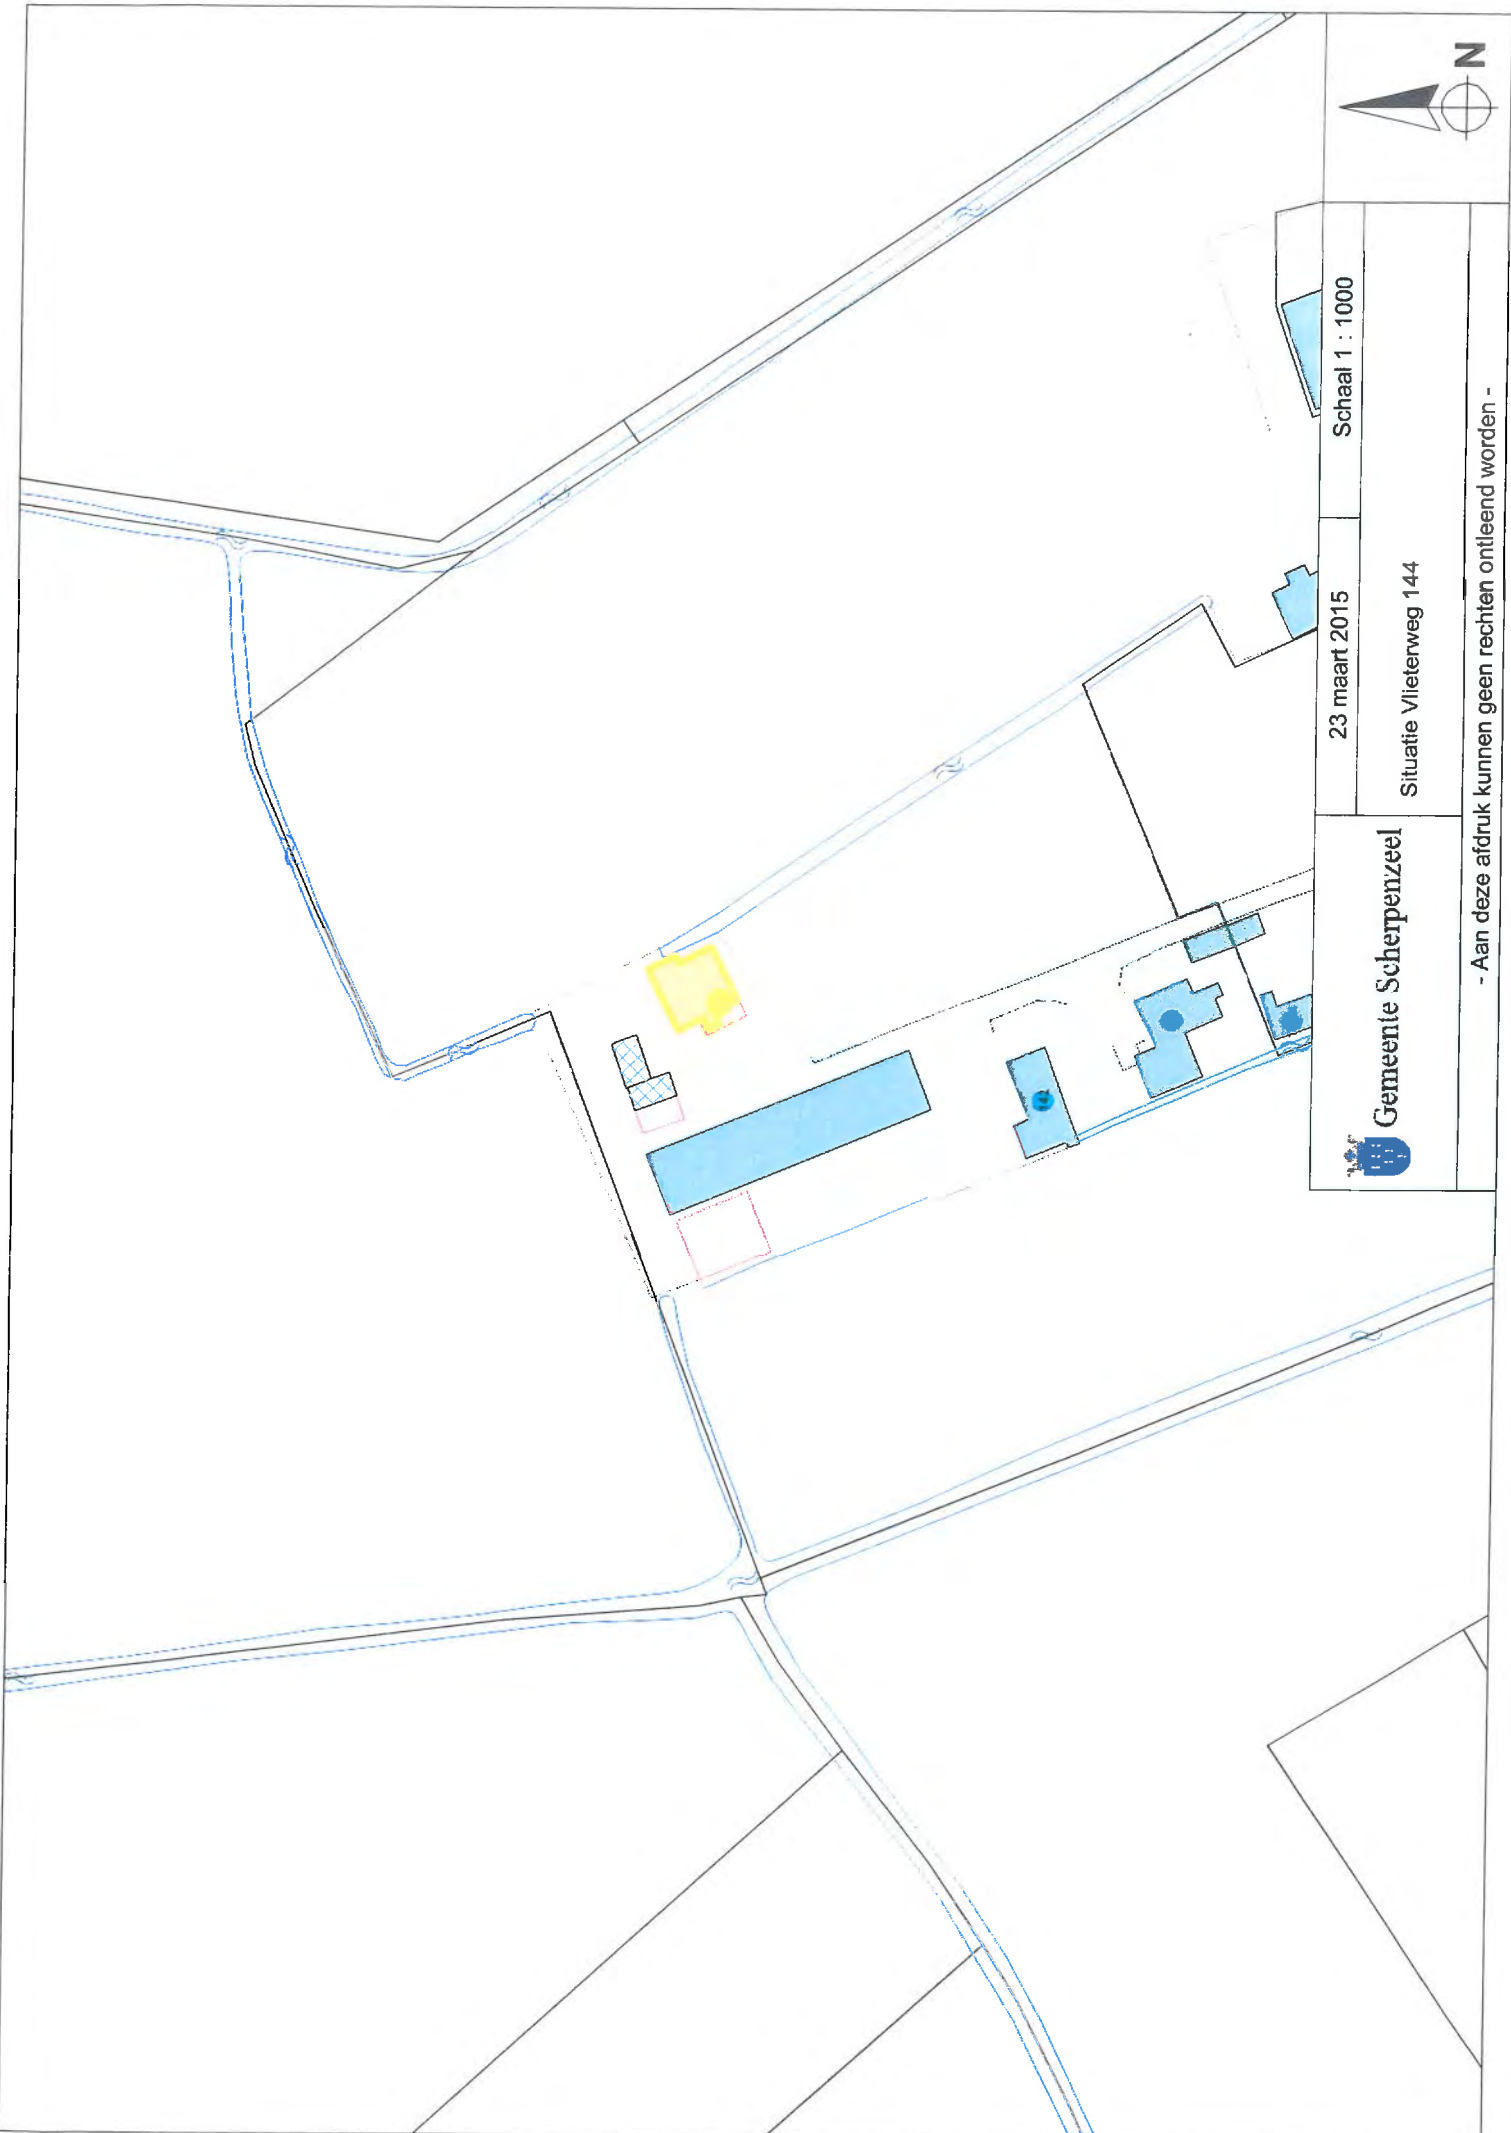 N
Gemeente Scherpenzeel
23 maart 2015
Schaal 1 : 1000
Situatie Vlieterweg 144
- Aan deze afdruk kunnen geen rechten ontleend worden -